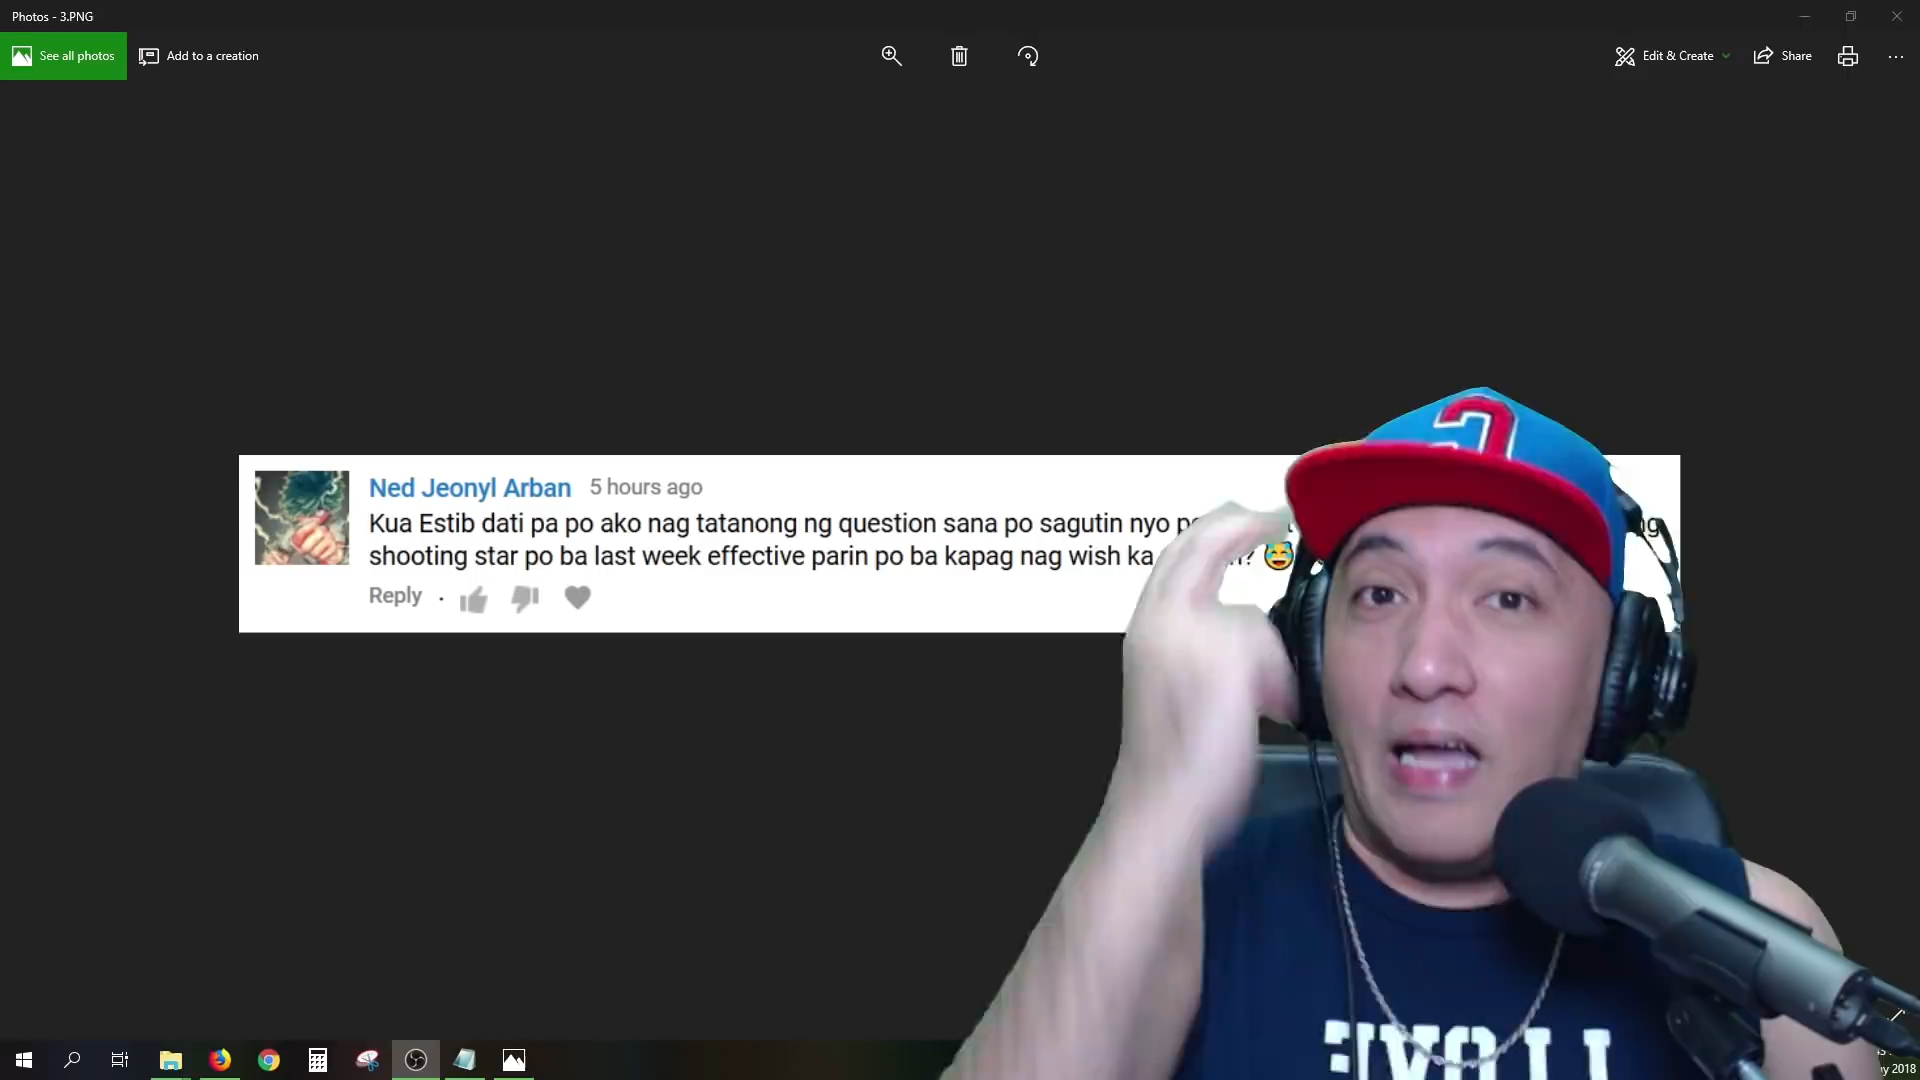 Photos - 3.PNG
See all photos
Add to a creation
Edit & Create
Share
Ned Jeonyl Arban 5 hours ago
Kua Estib dati pa po ako nag tatanong ng question sana po sagutin nyo
shooting star po ba last week effective parin po ba kapag nag wish ka
Reply
2018